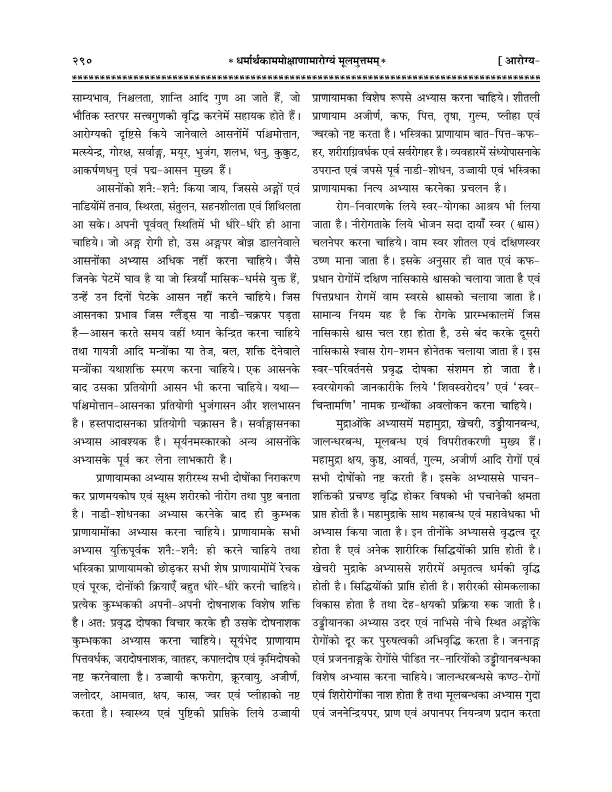 २९०
* धर्मार्थकाममोक्षाणामारोग्यं मूलमुत्तमम् *
[ आरोग्य-
साम्यभाव, निश्चलता, शान्ति आदि गुण आ जाते हैं, जो
भौतिक स्तरपर सत्त्वगुणकी वृद्धि करनेमें सहायक होते हैं।
आरोग्यकी दृष्टिसे किये जानेवाले आसनोंमें पश्चिमोत्तान,
मत्स्येन्द्र, गोरक्ष, सर्वाङ्ग, मयूर, भुजंग, शलभ, धनु, कुक्कुट,
आकर्षणधनु एवं पद्म-आसन मुख्य हैं।
आसनोंको शनै:-शनै: किया जाय, जिससे अङ्गों एवं
नाडियोंमें तनाव, स्थिरता, संतुलन, सहनशीलता एवं शिथिलता
आ सके। अपनी पूर्ववत् स्थितिमें भी धीरे-धीरे ही आना
चाहिये। जो अङ्ग रोगी हो, उस अङ्गपर बोझ डालनेवाले
आसनोंका अभ्यास अधिक नहीं करना चाहिये। जैसे
जिनके पेटमें घाव है या जो स्त्रियाँ मासिक-धर्मसे युक्त हैं,
उन्हें उन दिनों पेटके आसन नहीं करने चाहिये। जिस
आसनका प्रभाव जिस ग्लैंड्स या नाडी-चक्रपर पड़ता
है—आसन करते समय वहीं ध्यान केन्द्रित करना चाहिये
तथा गायत्री आदि मन्त्रोंका या तेज, बल, शक्ति देनेवाले
मन्त्रोंका यथाशक्ति स्मरण करना चाहिये। एक आसनके
बाद उसका प्रतियोगी आसन भी करना चाहिये। यथा—
पश्चिमोत्तान-आसनका प्रतियोगी भुजंगासन और शलभासन
है। हस्तपादासनका प्रतियोगी चक्रासन है। सर्वाङ्गासनका
अभ्यास आवश्यक है। सूर्यनमस्कारको अन्य आसनोंके
अभ्यासके पूर्व कर लेना लाभकारी है।
प्राणायामका अभ्यास शरीरस्थ सभी दोषोंका निराकरण
कर प्राणमयकोष एवं सूक्ष्म शरीरको नीरोग तथा पुष्ट बनाता
है। नाडी-शोधनका अभ्यास करनेके बाद ही कुम्भक
प्राणायामोंका अभ्यास करना चाहिये। प्राणायामके सभी
अभ्यास युक्तिपूर्वक शनै:-शनै: ही करने चाहिये तथा
भस्त्रिका प्राणायामको छोड़कर सभी शेष प्राणायामोंमें रेचक
एवं पूरक, दोनोंकी क्रियाएँ बहुत धीरे-धीरे करनी चाहिये।
प्रत्येक कुम्भककी अपनी-अपनी दोषनाशक विशेष शक्ति
है। अत: प्रवृद्ध दोषका विचार करके ही उसके दोषनाशक
कुम्भकका अभ्यास करना चाहिये। सूर्यभेद प्राणायाम
पित्तवर्धक, जरादोषनाशक, वातहर, कपालदोष एवं कृमिदोषको
नष्ट करनेवाला है। उज्जायी कफरोग, क्रूरवायु, अजीर्ण,
जलोदर, आमवात, क्षय, कास, ज्वर एवं प्लीहाको नष्ट
करता है। स्वास्थ्य एवं पुष्टिकी प्राप्तिके लिये उज्जायी
प्राणायामका विशेष रूपसे अभ्यास करना चाहिये। शीतली
प्राणायाम अजीर्ण, कफ, पित्त, तृषा, गुल्म, प्लीहा एवं
ज्वरको नष्ट करता है। भस्त्रिका प्राणायाम वात-पित्त-कफ-
हर, शरीराग्निवर्धक एवं सर्वरोगहर है। व्यवहारमें संध्योपासनाके
उपरान्त एवं जपसे पूर्व नाडी-शोधन, उज्जायी एवं भस्त्रिका
प्राणायामका नित्य अभ्यास करनेका प्रचलन है।
रोग-निवारणके लिये स्वर-योगका आश्रय भी लिया
जाता है। नीरोगताके लिये भोजन सदा दायाँ स्वर (श्वास)
चलनेपर करना चाहिये। वाम स्वर शीतल एवं दक्षिणस्वर
उष्ण माना जाता है। इसके अनुसार ही वात एवं कफ-
प्रधान रोगोंमें दक्षिण नासिकासे श्वासको चलाया जाता है एवं
पित्तप्रधान रोगमें वाम स्वरसे श्वासको चलाया जाता है।
सामान्य नियम यह है कि रोगके प्रारम्भकालमें जिस
नासिकासे श्वास चल रहा होता है, उसे बंद करके दूसरी
नासिकासे श्वास रोग-शमन होनेतक चलाया जाता है। इस
स्वर-परिवर्तनसे प्रवृद्ध दोषका संशमन हो जाता है।
स्वरयोगकी जानकारीके लिये 'शिवस्वरोदय' एवं 'स्वर-
चिन्तामणि' नामक ग्रन्थोंका अवलोकन करना चाहिये।
मुद्राओंके अभ्यासमें महामुद्रा, खेचरी, उड्डीयानबन्ध,
जालन्धरबन्ध, मूलबन्ध एवं विपरीतकरणी मुख्य हैं।
महामुद्रा क्षय, कुष्ठ, आवर्त, गुल्म, अजीर्ण आदि रोगों एवं
सभी दोषोंको नष्ट करती है। इसके अभ्याससे पाचन-
शक्तिकी प्रचण्ड वृद्धि होकर विषको भी पचानेकी क्षमता
प्राप्त होती है। महामुद्राके साथ महाबन्ध एवं महावेधका भी
अभ्यास किया जाता है। इन तीनोंके अभ्याससे वृद्धत्व दूर
होता है एवं अनेक शारीरिक सिद्धियोंकी प्राप्ति होती है।
खेचरी मुद्राके अभ्याससे शरीरमें अमृतत्व धर्मकी वृद्धि
होती है। सिद्धियोंकी प्राप्ति होती है। शरीरकी सोमकलाका
विकास होता है तथा देह-क्षयकी प्रक्रिया रुक जाती है।
उड्डीयानका अभ्यास उदर एवं नाभिसे नीचे स्थित अङ्गोंके
रोगोंको दूर कर पुरुषत्वकी अभिवृद्धि करता है। जननाङ्ग
एवं प्रजननाङ्गके रोगोंसे पीडित नर-नारियोंको उड्डीयानबन्धका
विशेष अभ्यास करना चाहिये। जालन्धरबन्धसे कण्ठ-रोगों
एवं शिरोरोगोंका नाश होता है तथा मूलबन्धका अभ्यास गुदा
एवं जननेन्द्रियपर, प्राण एवं अपानपर नियन्त्रण प्रदान करता